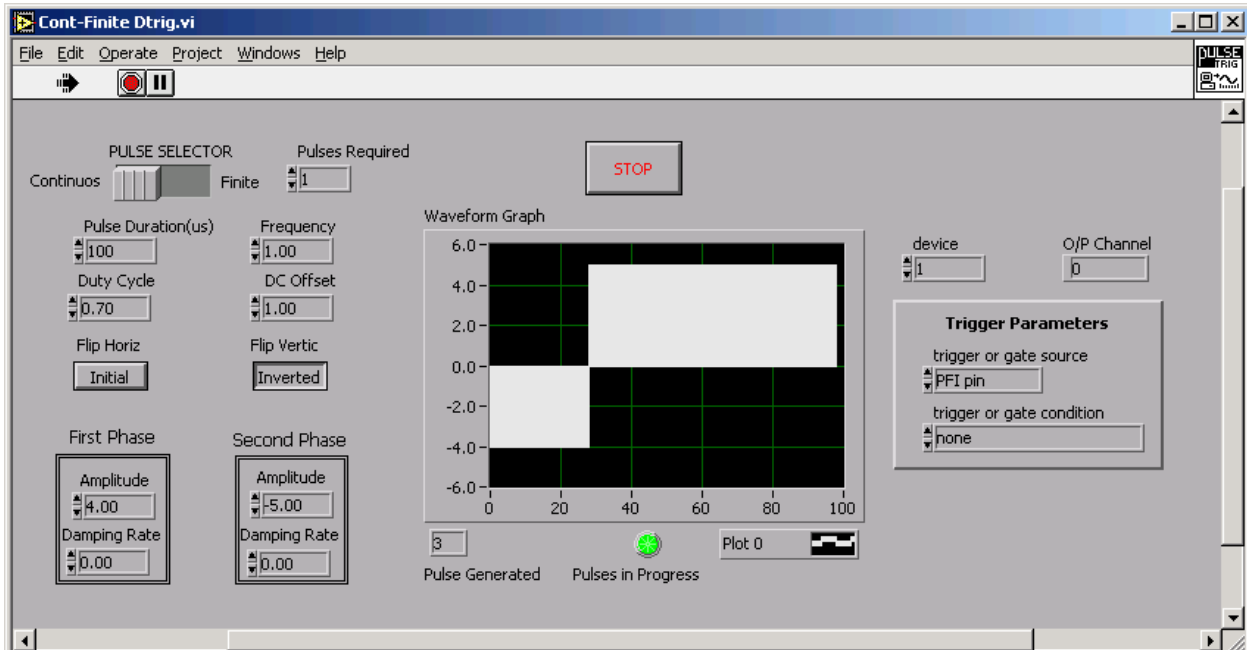 Cont-Finite Dtrig.vi
File Edit Operate Project Windows Help
PULSE
TRIG
PULSE SELECTOR
Continuos
Finite
Pulses Required
1
STOP
Pulse Duration(us)
100
Frequency
1.00
Duty Cycle
0.70
DC Offset
1.00
Flip Horiz
Initial
Flip Vertic
Inverted
First Phase
Amplitude
4.00
Damping Rate
0.00
Second Phase
Amplitude
-5.00
Damping Rate
0.00
Waveform Graph
6.0
4.0
2.0
0.0
-2.0
-4.0
-6.0
0 20 40 60 80 100
3
Pulse Generated
Pulses in Progress
Plot 0
device
1
O/P Channel
0
Trigger Parameters
trigger or gate source
PFI pin
trigger or gate condition
none